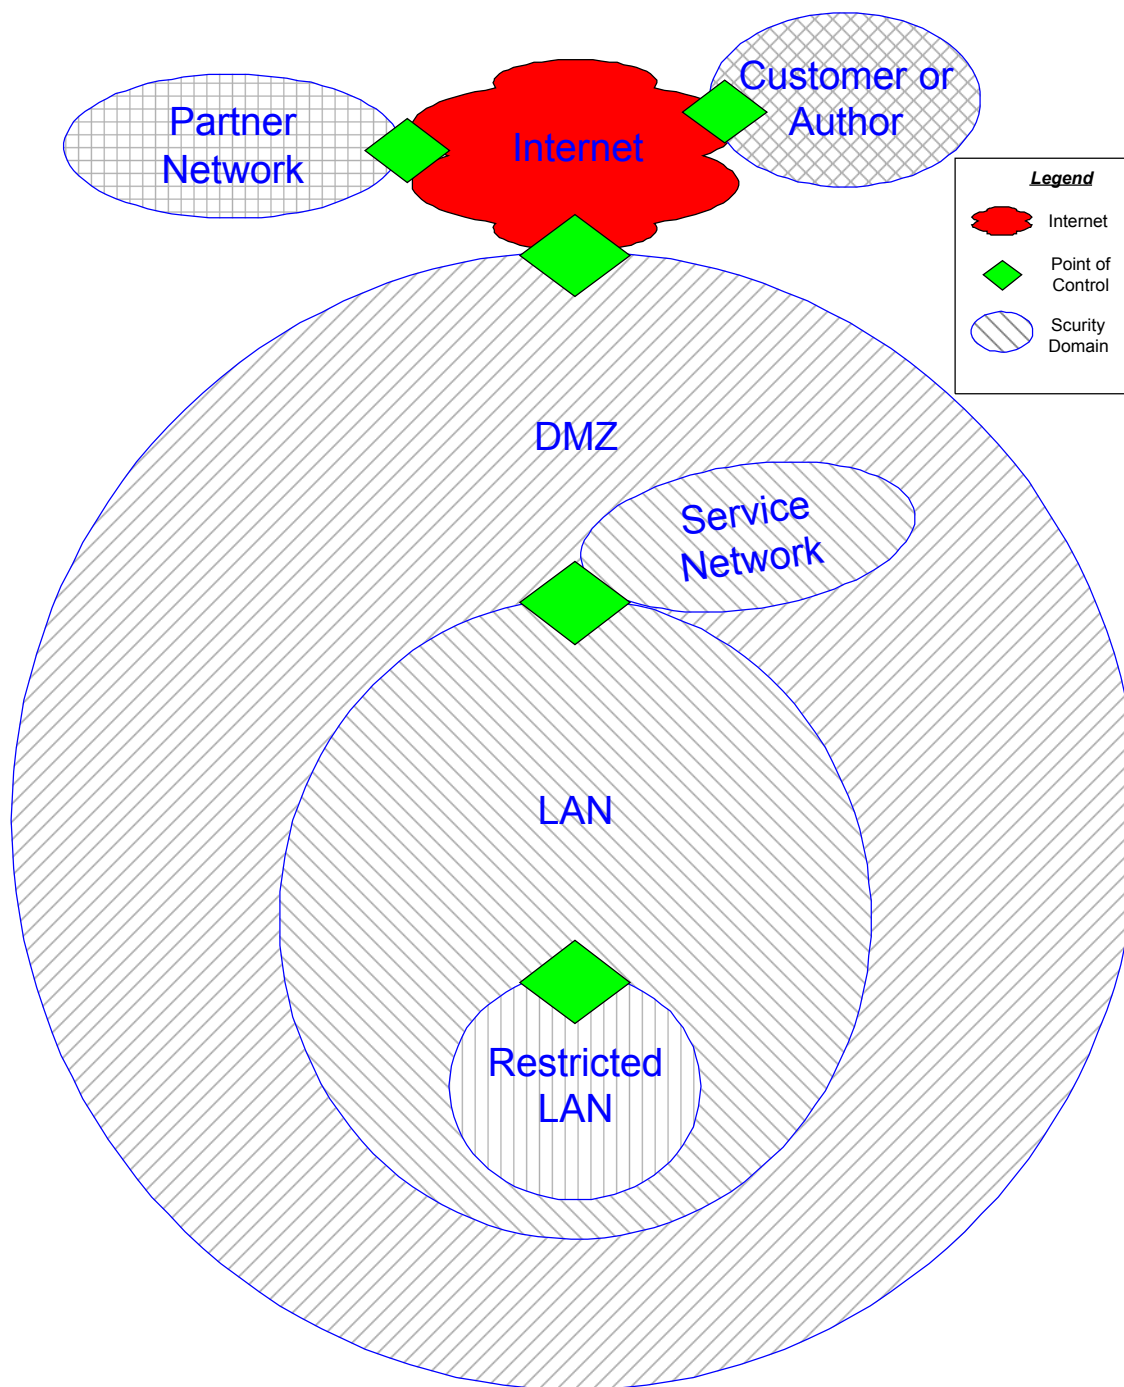 Customer or
Author
Partner
Network
Internet
Legend
Internet
Point of
Control
Scurity
Domain
DMZ
Service
Network
LAN
Restricted
LAN